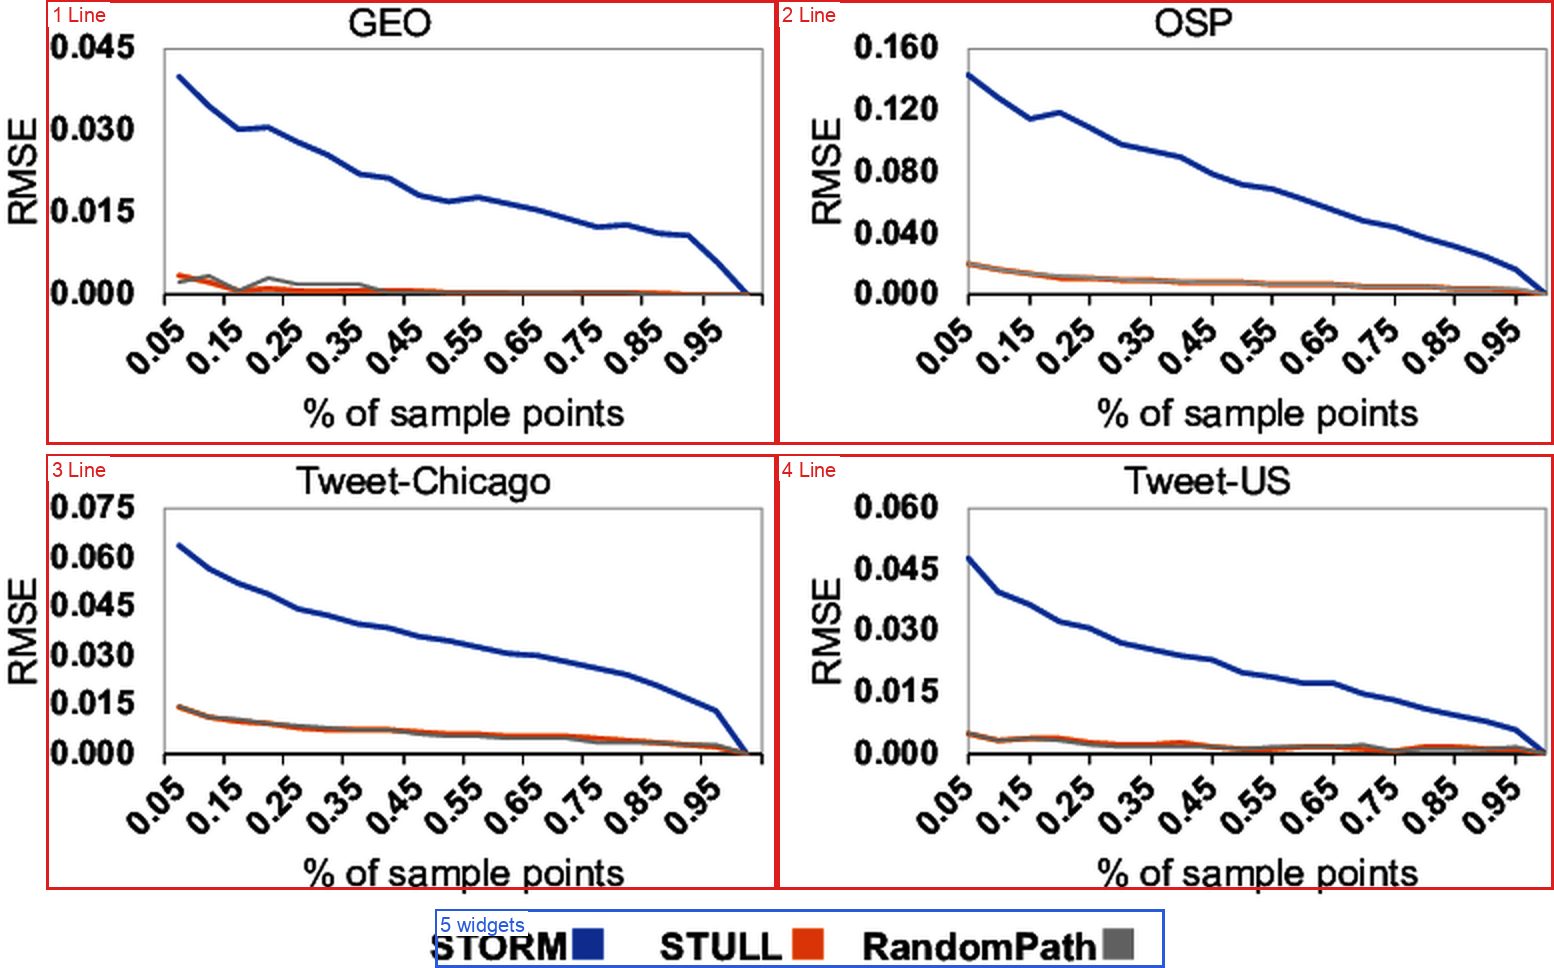 1 Line
GEO
0.045
0.030
0.015
0.000
RMSE
0.05 0.15 0.25 0.35 0.45 0.55 0.65 0.75 0.85 0.95
% of sample points
2 Line
OSP
0.160
0.120
0.080
0.040
0.000
RMSE
0.05 0.15 0.25 0.35 0.45 0.55 0.65 0.75 0.85 0.95
% of sample points
3 Line
Tweet-Chicago
0.075
0.060
0.045
0.030
0.015
0.000
RMSE
0.05 0.15 0.25 0.35 0.45 0.55 0.65 0.75 0.85 0.95
% of sample points
4 Line
Tweet-US
0.060
0.045
0.030
0.015
0.000
RMSE
0.05 0.15 0.25 0.35 0.45 0.55 0.65 0.75 0.85 0.95
% of sample points
5 widgets
STORM STULL RandomPath